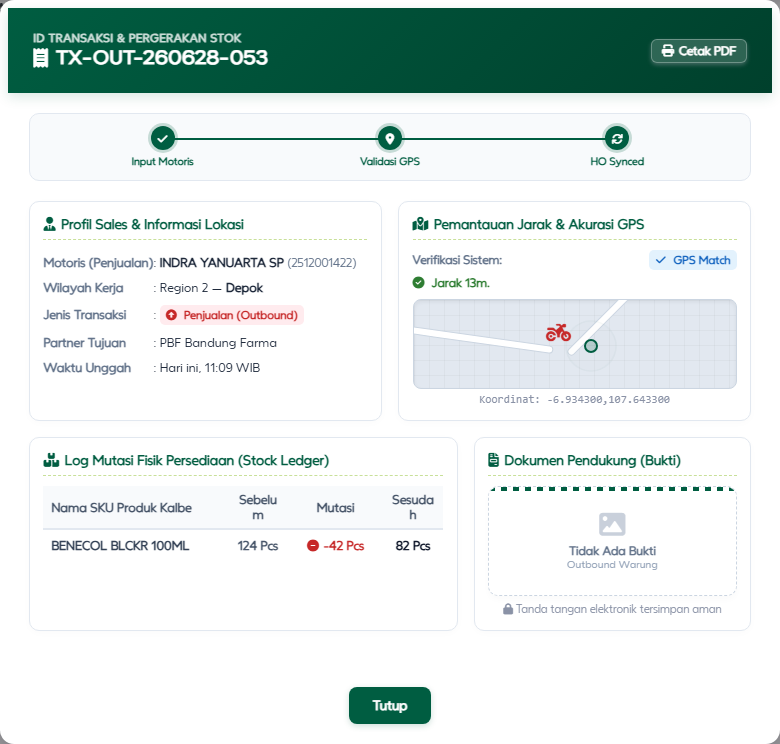 ID TRANSAKSI & PERGERAKAN STOK
TX-OUT-260628-053
Cetak PDF
Input Motoris
Validasi GPS
HO Synced
Profil Sales & Informasi Lokasi
Motoris (Penjualan): INDRA YANUARTA SP (2512001422)
Wilayah Kerja : Region 2 — Depok
Jenis Transaksi : Penjualan (Outbound)
Partner Tujuan : PBF Bandung Farma
Waktu Unggah : Hari ini, 11:09 WIB
Pemantauan Jarak & Akurasi GPS
Verifikasi Sistem: GPS Match
Jarak 13m.
Koordinat: -6.934300,107.643300
Log Mutasi Fisik Persediaan (Stock Ledger)
Nama SKU Produk Kalbe Sebelu
m Mutasi Sesuda
h
BENECOL BLCKR 100ML 124 Pcs -42 Pcs 82 Pcs
Dokumen Pendukung (Bukti)
Tidak Ada Bukti
Outbound Warung
Tanda tangan elektronik tersimpan aman
Tutup